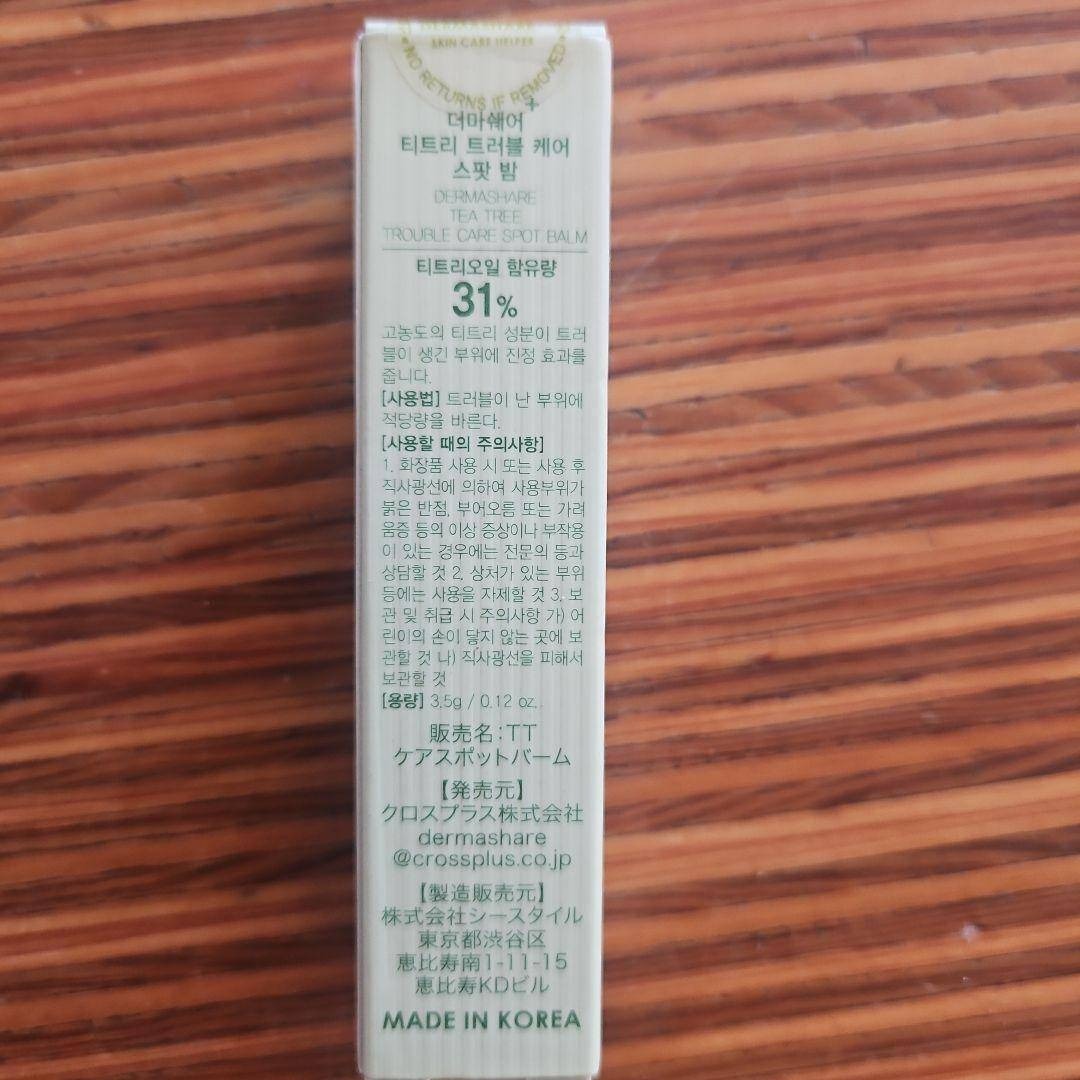 DERMASHARE
SKIN CARE HELPER
NO RETURNS IF REMOVED
더마쉐어
티트리 트러블 케어
스팟 밤
DERMASHARE
TEA TREE
TROUBLE CARE SPOT BALM
티트리오일 함유량
31%
고농도의 티트리 성분이 트러
블이 생긴 부위에 진정 효과를
줍니다.
[사용법] 트러블이 난 부위에
적당량을 바른다.
[사용할 때의 주의사항]
1. 화장품 사용 시 또는 사용 후
직사광선에 의하여 사용부위가
붉은 반점, 부어오름 또는 가려
움증 등의 이상 증상이나 부작용
이 있는 경우에는 전문의 등과
상담할 것 2. 상처가 있는 부위
등에는 사용을 자제할 것 3. 보
관 및 취급 시 주의사항 가) 어
린이의 손이 닿지 않는 곳에 보
관할 것 나) 직사광선을 피해서
보관할 것
[용량] 3.5g / 0.12 oz.
販売名:TT
ケアスポットバーム
【発売元】
クロスプラス株式会社
dermashare
@crossplus.co.jp
【製造販売元】
株式会社シースタイル
東京都渋谷区
恵比寿南1-11-15
恵比寿KDビル
MADE IN KOREA